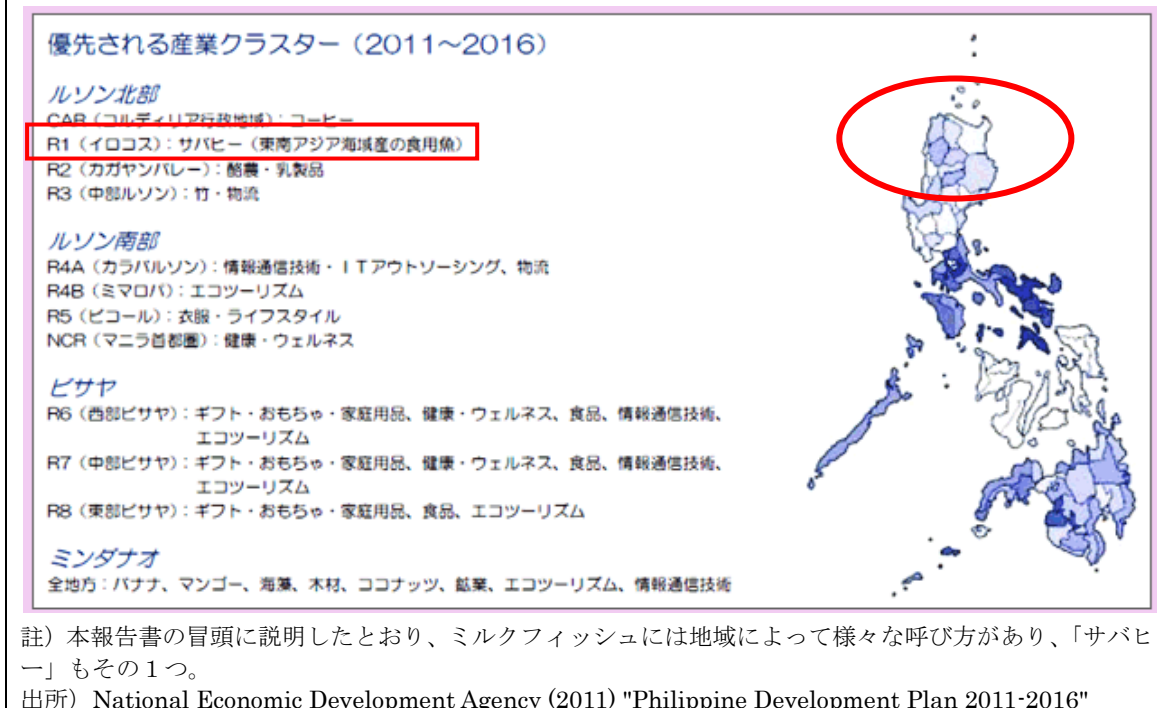 優先される産業クラスター（2011～2016）
ルソン北部
CAR（コルディリア行政地域）：コーヒー
R1（イロコス）：サバヒー（東南アジア海域産の食用魚）
R2（カガヤンバレー）：酪農・乳製品
R3（中部ルソン）：竹・物流
ルソン南部
R4A（カラバルソン）：情報通信技術・ＩＴアウトソーシング、物流
R4B（ミマロパ）：エコツーリズム
R5（ビコール）：衣服・ライフスタイル
NCR（マニラ首都圏）：健康・ウェルネス
ビサヤ
R6（西部ビサヤ）：ギフト・おもちゃ・家庭用品、健康・ウェルネス、食品、情報通信技術、
エコツーリズム
R7（中部ビサヤ）：ギフト・おもちゃ・家庭用品、健康・ウェルネス、食品、情報通信技術、
エコツーリズム
R8（東部ビサヤ）：ギフト・おもちゃ・家庭用品、食品、エコツーリズム
ミンダナオ
全地方：バナナ、マンゴー、海藻、木材、ココナッツ、鉱業、エコツーリズム、情報通信技術
註）本報告書の冒頭に説明したとおり、ミルクフィッシュには地域によって様々な呼び方があり、「サバヒ
ー」もその１つ。
出所）National Economic Development Agency (2011) "Philippine Development Plan 2011-2016"